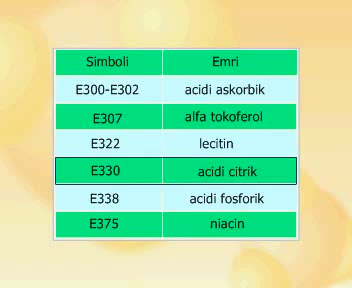 Simboli Emri
E300-E302 acidi askorbik
E307 alfa tokoferol
E322 lecitin
E330 acidi citrik
E338 acidi fosforik
E375 niacin